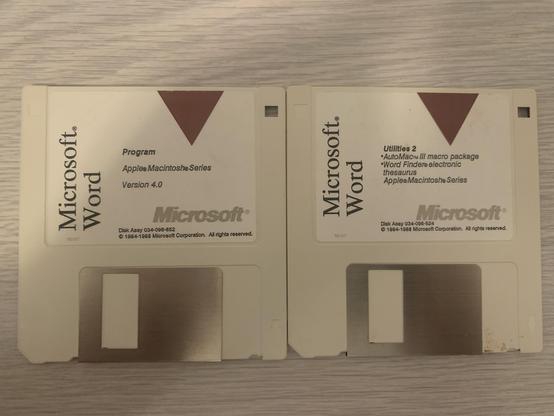 Microsoft®
Word
Program
Apple® Macintosh® Series
Version 4.0
Microsoft®
Disk Assy 034-096-652
© 1984-1988 Microsoft Corporation. All rights reserved.
Microsoft®
Word
Utilities 2
*AutoMac™ III macro package
*Word Finder® electronic
thesaurus
Apple® Macintosh® Series
Microsoft®
Disk Assy 034-096-524
© 1984-1988 Microsoft Corporation. All rights reserved.